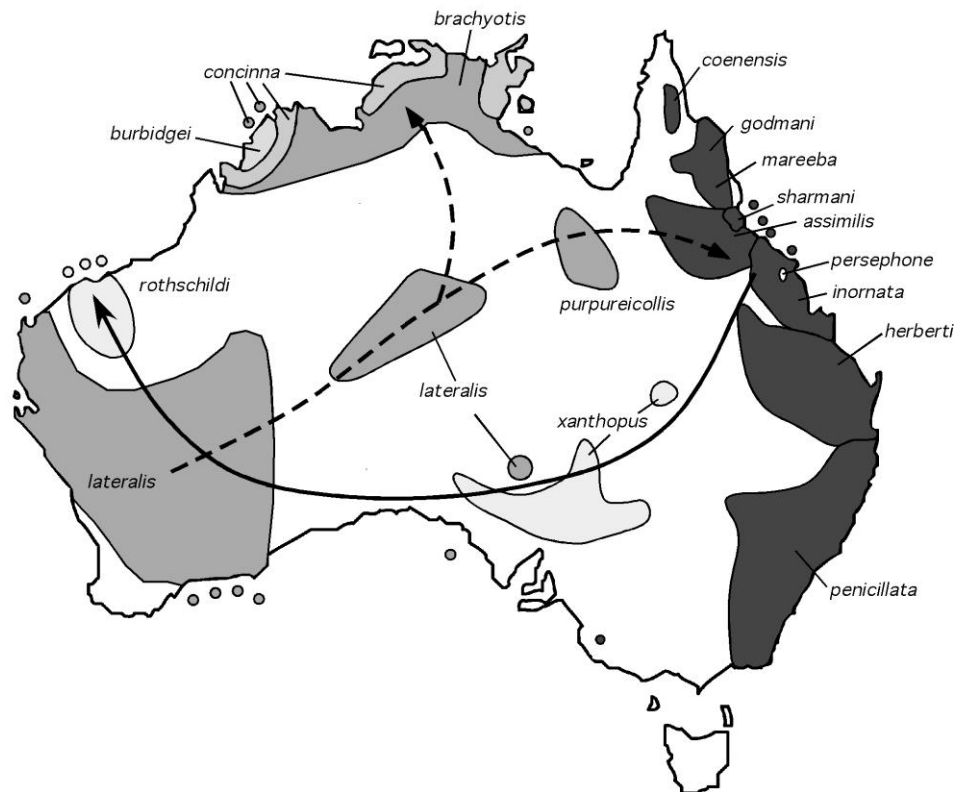 brachyotis
concinna
coenensis
burbidgei
godmani
mareeba
sharmani
assimilis
persephone
rothschildi
purpureicollis
inornata
herberti
lateralis
xanthopus
lateralis
penicillata